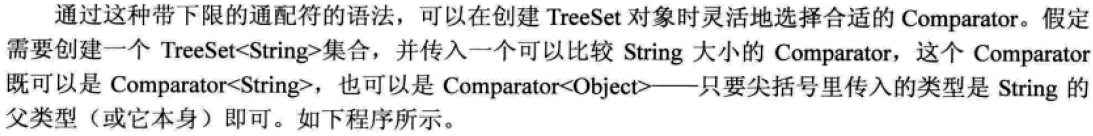 通过这种带下限的通配符的语法，可以在创建 TreeSet 对象时灵活地选择合适的 Comparator。假定
需要创建一个 TreeSet<String>集合，并传入一个可以比较 String 大小的 Comparator，这个 Comparator
既可以是 Comparator<String>，也可以是 Comparator<Object>——只要尖括号里传入的类型是 String 的
父类型（或它本身）即可。如下程序所示。